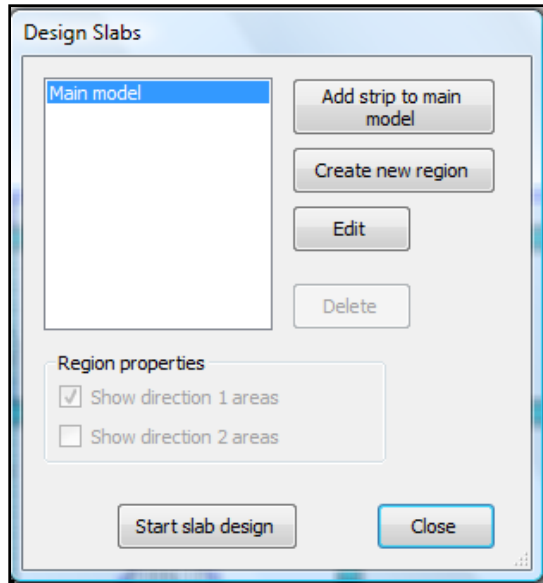 Design Slabs
Main model
Add strip to main
model
Create new region
Edit
Delete
Region properties
Show direction 1 areas
Show direction 2 areas
Start slab design
Close